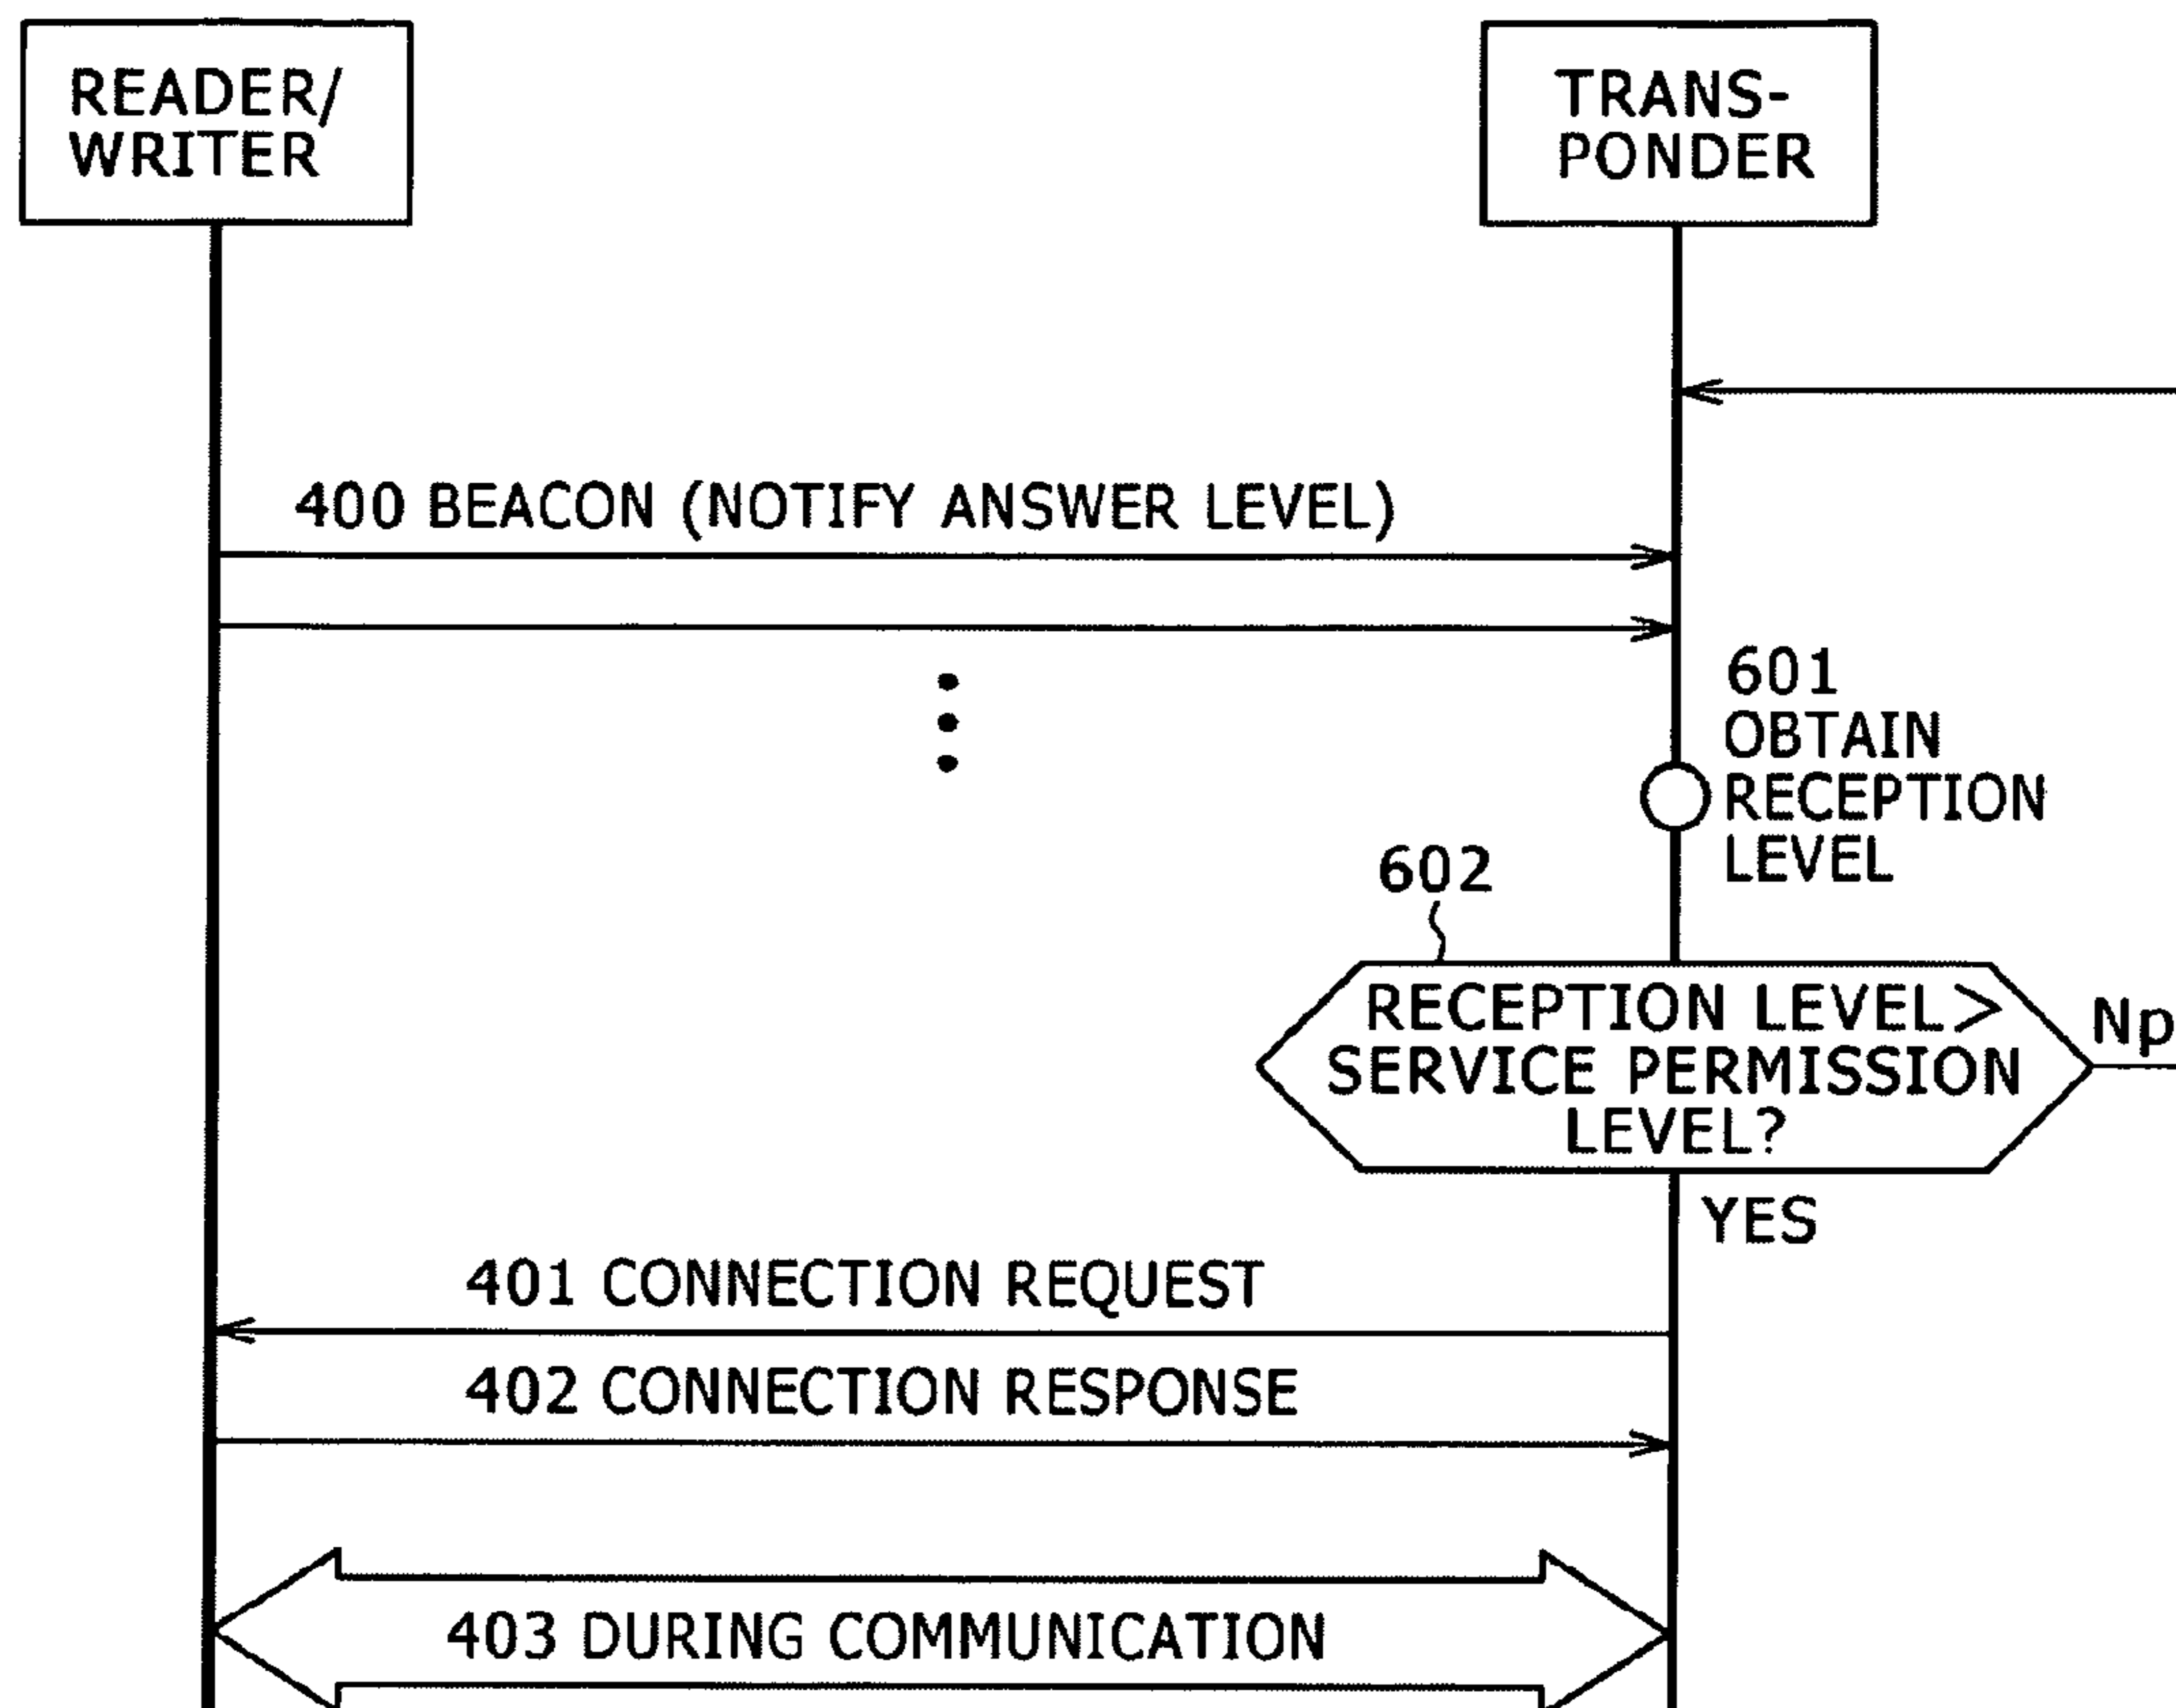 READER/
WRITER
TRANS-
PONDER
400 BEACON (NOTIFY ANSWER LEVEL)
601
OBTAIN
RECEPTION
LEVEL
602
RECEPTION LEVEL>
SERVICE PERMISSION
LEVEL?
Np
YES
401 CONNECTION REQUEST
402 CONNECTION RESPONSE
403 DURING COMMUNICATION